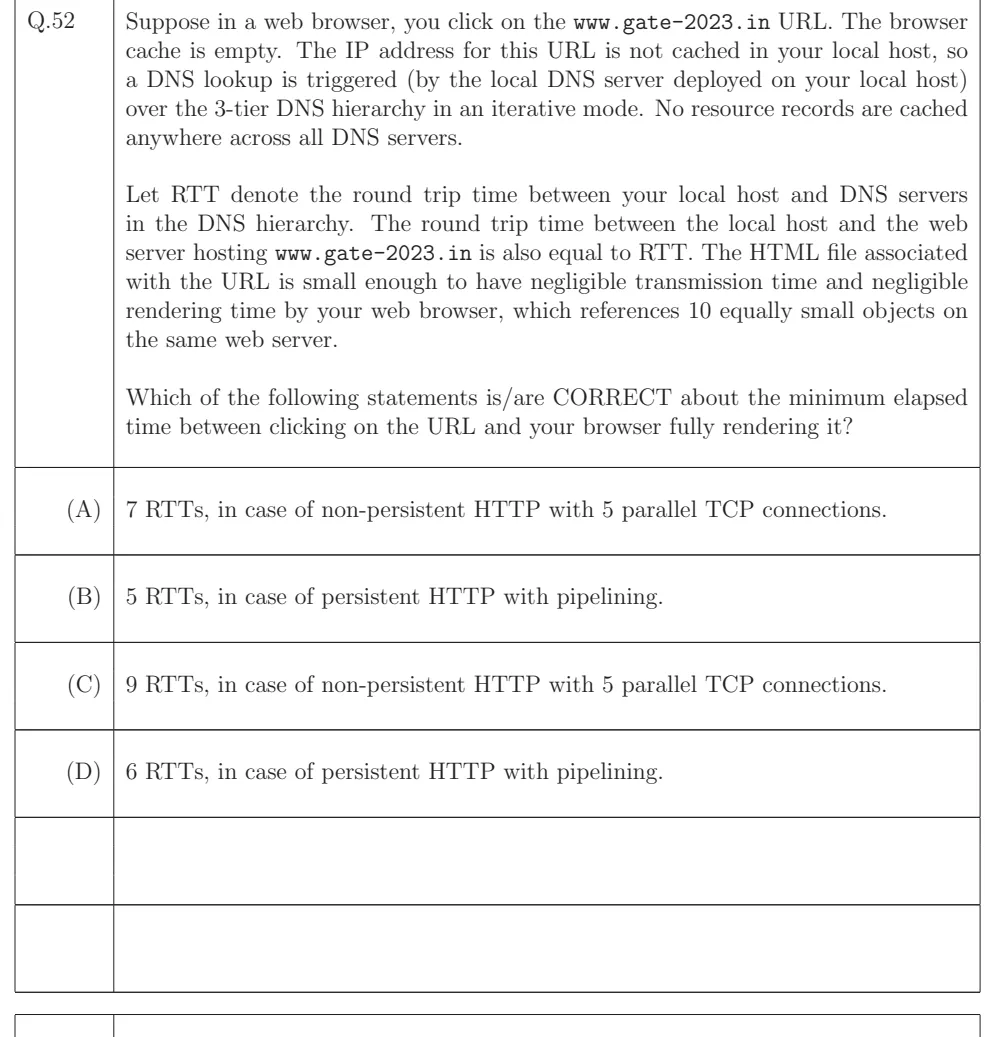 Q.52 Suppose in a web browser, you click on the www.gate-2023.in URL. The browser
cache is empty. The IP address for this URL is not cached in your local host, so
a DNS lookup is triggered (by the local DNS server deployed on your local host)
over the 3-tier DNS hierarchy in an iterative mode. No resource records are cached
anywhere across all DNS servers.
Let RTT denote the round trip time between your local host and DNS servers
in the DNS hierarchy. The round trip time between the local host and the web
server hosting www.gate-2023.in is also equal to RTT. The HTML file associated
with the URL is small enough to have negligible transmission time and negligible
rendering time by your web browser, which references 10 equally small objects on
the same web server.
Which of the following statements is/are CORRECT about the minimum elapsed
time between clicking on the URL and your browser fully rendering it?
(A) 7 RTTs, in case of non-persistent HTTP with 5 parallel TCP connections.
(B) 5 RTTs, in case of persistent HTTP with pipelining.
(C) 9 RTTs, in case of non-persistent HTTP with 5 parallel TCP connections.
(D) 6 RTTs, in case of persistent HTTP with pipelining.